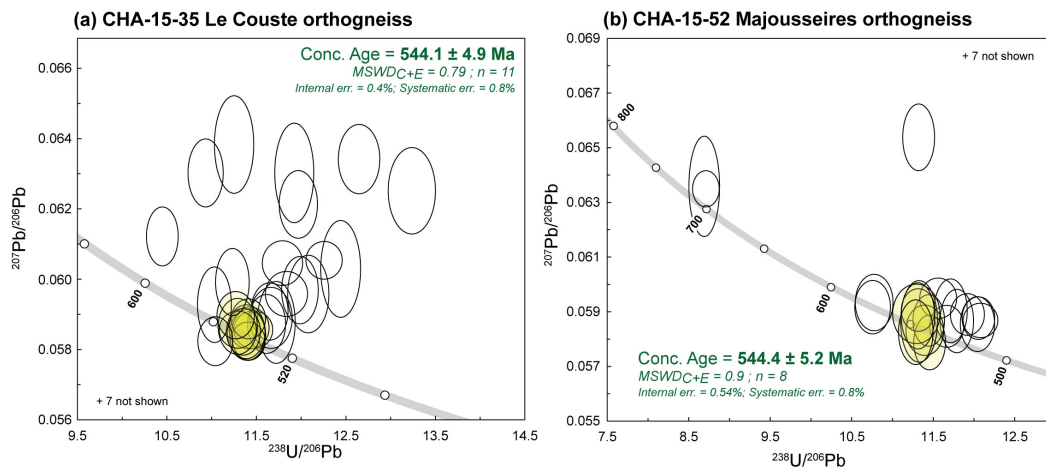 (a) CHA-15-35 Le Couste orthogneiss
Conc. Age = 544.1 ± 4.9 Ma
MSWDC+E = 0.79 ; n = 11
Internal err. = 0.4%; Systematic err. = 0.8%
0.066
0.064
0.062
0.060
0.058
0.056
207Pb/206Pb
600
520
+ 7 not shown
9.5
10.5
11.5
12.5
13.5
14.5
238U/206Pb
(b) CHA-15-52 Majousseires orthogneiss
+ 7 not shown
0.069
0.067
0.065
0.063
0.061
0.059
0.057
0.055
207Pb/206Pb
800
700
600
500
Conc. Age = 544.4 ± 5.2 Ma
MSWDC+E = 0.9 ; n = 8
Internal err. = 0.54%; Systematic err. = 0.8%
7.5
8.5
9.5
10.5
11.5
12.5
238U/206Pb